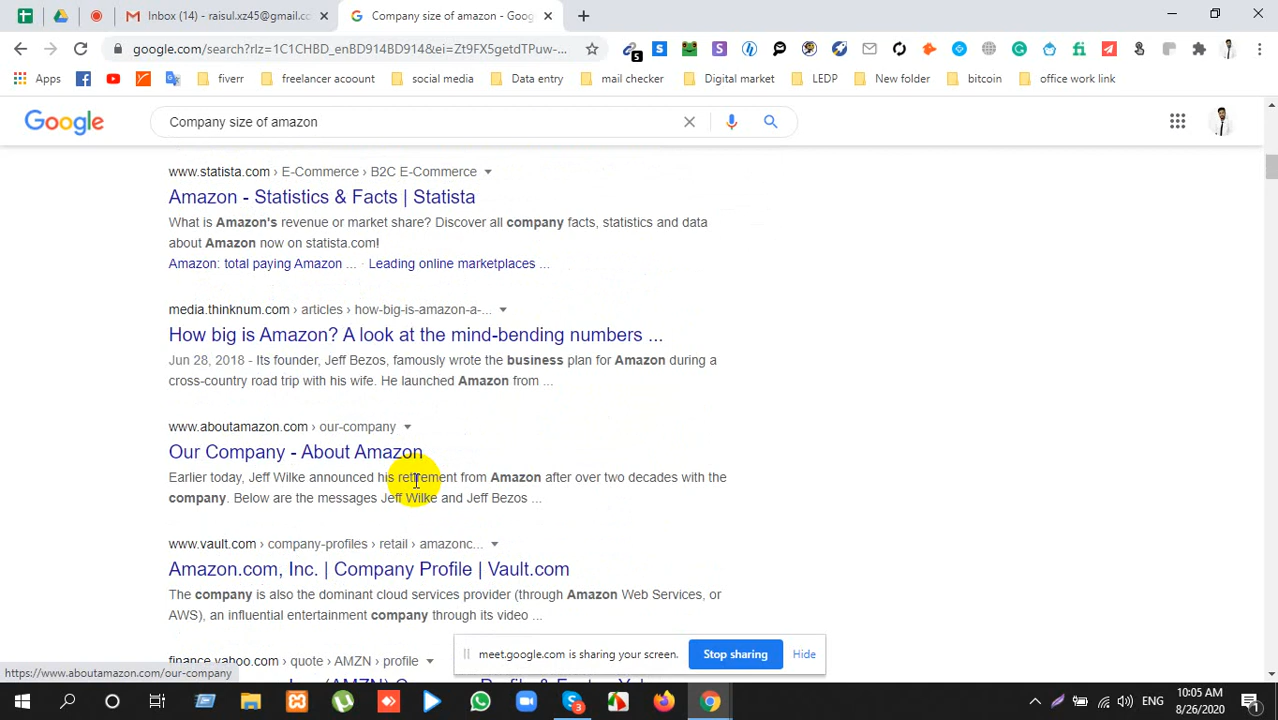 Inbox (14) - raisul.xz45@gmail.cc
Company size of amazon - Goog
google.com/search?rlz=1C1CHBD_enBD914BD914&ei=Zt9FX5getdTPuw-...
5
Apps
fiverr
freelancer acount
social media
Data entry
mail checker
Digital market
LEDP
New folder
bitcoin
office work link
Google
Company size of amazon
www.statista.com › E-Commerce › B2C E-Commerce
Amazon - Statistics & Facts | Statista
What is Amazon's revenue or market share? Discover all company facts, statistics and data
about Amazon now on statista.com!
Amazon: total paying Amazon ... · Leading online marketplaces ...
media.thinknum.com › articles › how-big-is-amazon-a-...
How big is Amazon? A look at the mind-bending numbers ...
Jun 28, 2018 - Its founder, Jeff Bezos, famously wrote the business plan for Amazon during a
cross-country road trip with his wife. He launched Amazon from ...
www.aboutamazon.com › our-company
Our Company - About Amazon
Earlier today, Jeff Wilke announced his retirement from Amazon after over two decades with the
company. Below are the messages Jeff Wilke and Jeff Bezos ...
www.vault.com › company-profiles › retail › amazonc...
Amazon.com, Inc. | Company Profile | Vault.com
The company is also the dominant cloud services provider (through Amazon Web Services, or
AWS), an influential entertainment company through its video ...
meet.google.com is sharing your screen.
Stop sharing
Hide
finance.yahoo.com › quote › AMZN › profile
https://www.aboutamazon.com/our-company
3
ENG
10:05 AM
8/26/2020
1